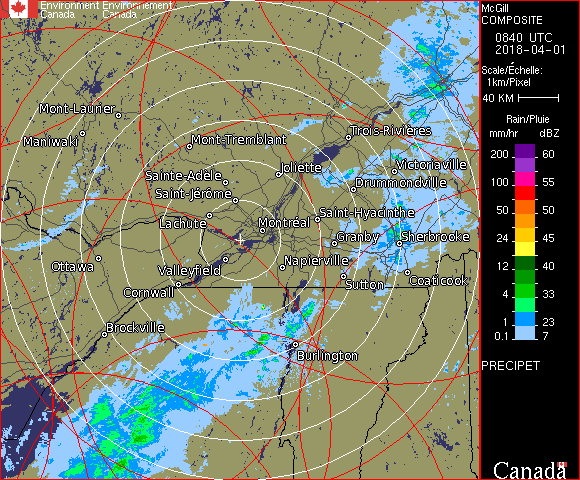 Environment Environnement
Canada Canada
McGill
COMPOSITE
0840 UTC
2018-04-01
Scale/Échelle:
1km/Pixel
40 KM
Rain/Pluie
mm/hr dBZ
200 60
150 60
100 55
50 50
24 45
12 40
4 33
1 23
0.1 7
PRECIPET
Canada
Mont-Laurier
Maniwaki
Mont-Tremblant
Trois-Rivières
Sainte-Adèle
Joliette
Victoriaville
Saint-Jérôme
Drummondville
Lachute
Montréal
Saint-Hyacinthe
Granby
Sherbrooke
Ottawa
Valleyfield
Napierville
Cornwall
Sutton
Coaticook
Brockville
Burlington